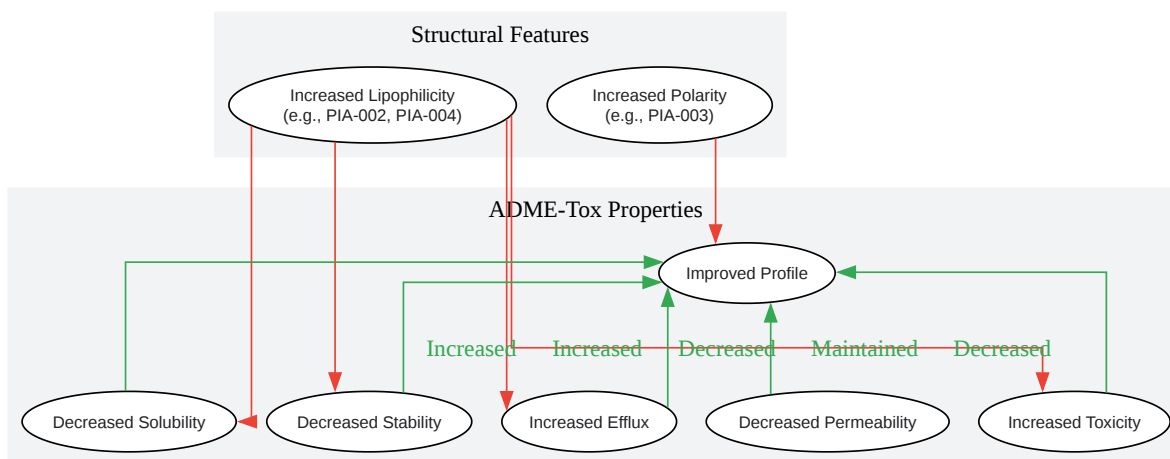 Structural Features
Increased Lipophilicity
(e.g., PIA-002, PIA-004)
Increased Polarity
(e.g., PIA-003)
ADME-Tox Properties
Improved Profile
Increased
Increased
Decreased
Maintained
Decreased
Decreased Solubility
Decreased Stability
Increased Efflux
Decreased Permeability
Increased Toxicity